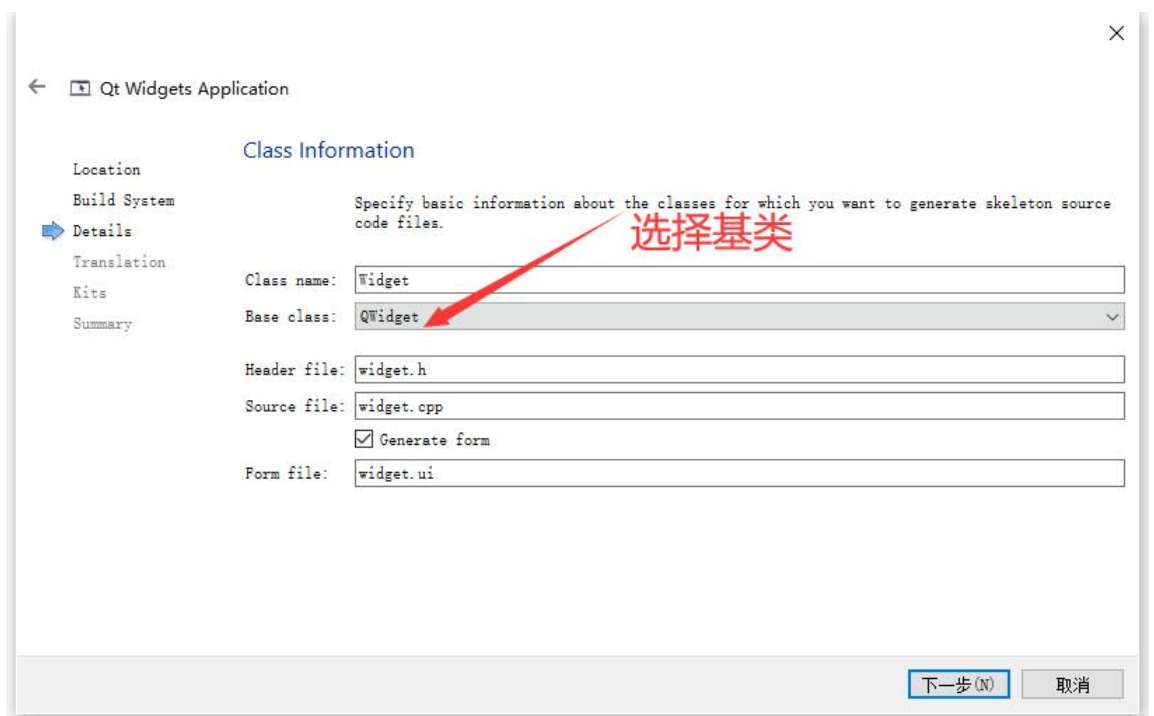 Qt Widgets Application
Class Information
Location
Build System
Details
Translation
Kits
Summary
Specify basic information about the classes for which you want to generate skeleton source
code files.
选择基类
Class name: Widget
Base class: QWidget
Header file: widget.h
Source file: widget.cpp
Generate form
Form file: widget.ui
下一步(N)
取消